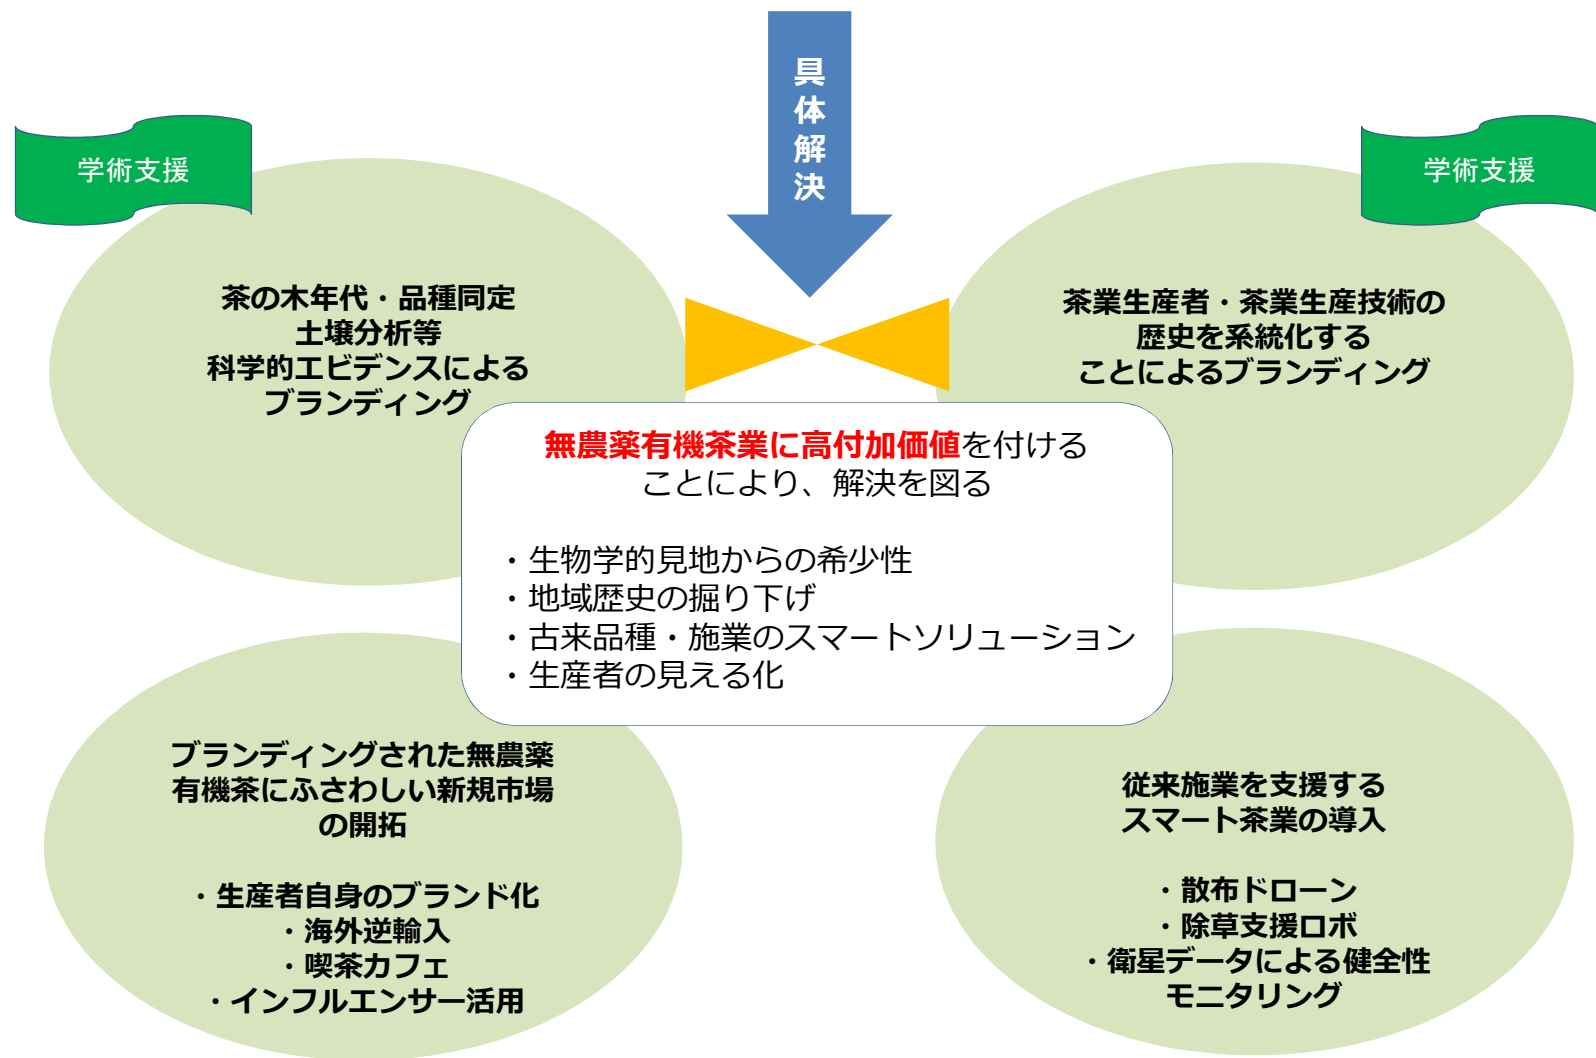 具体解決
学術支援
学術支援
茶の木年代・品種同定
土壌分析等
科学的エビデンスによる
ブランディング
茶業生産者・茶業生産技術の
歴史を系統化する
ことによるブランディング
無農薬有機茶業に高付加価値を付ける
ことにより、解決を図る
・生物学的見地からの希少性
・地域歴史の掘り下げ
・古来品種・施業のスマートソリューション
・生産者の見える化
ブランディングされた無農薬
有機茶にふさわしい新規市場
の開拓
・生産者自身のブランド化
・海外逆輸入
・喫茶カフェ
・インフルエンサー活用
従来施業を支援する
スマート茶業の導入
・散布ドローン
・除草支援ロボ
・衛星データによる健全性
モニタリング